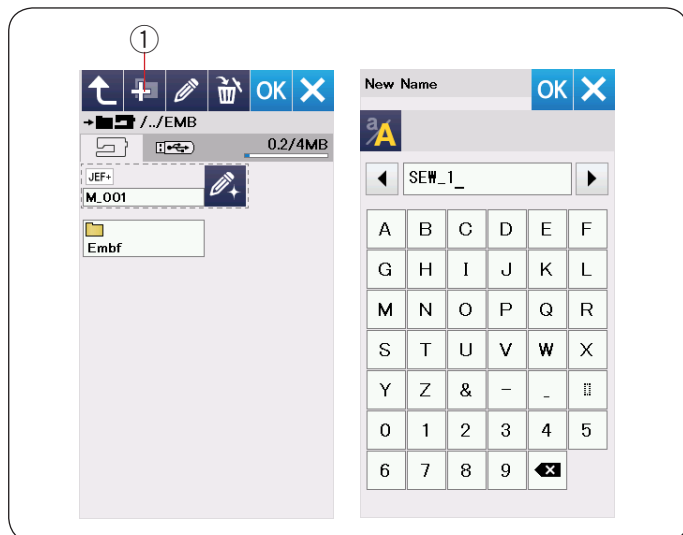 1
OK
/../EMB
0.2/4MB
JEF+
M_001
Embf
New Name
OK
a/A
SEW_1_
A B C D E F
G H I J K L
M N O P Q R
S T U V W X
Y Z & - _
0 1 2 3 4 5
6 7 8 9